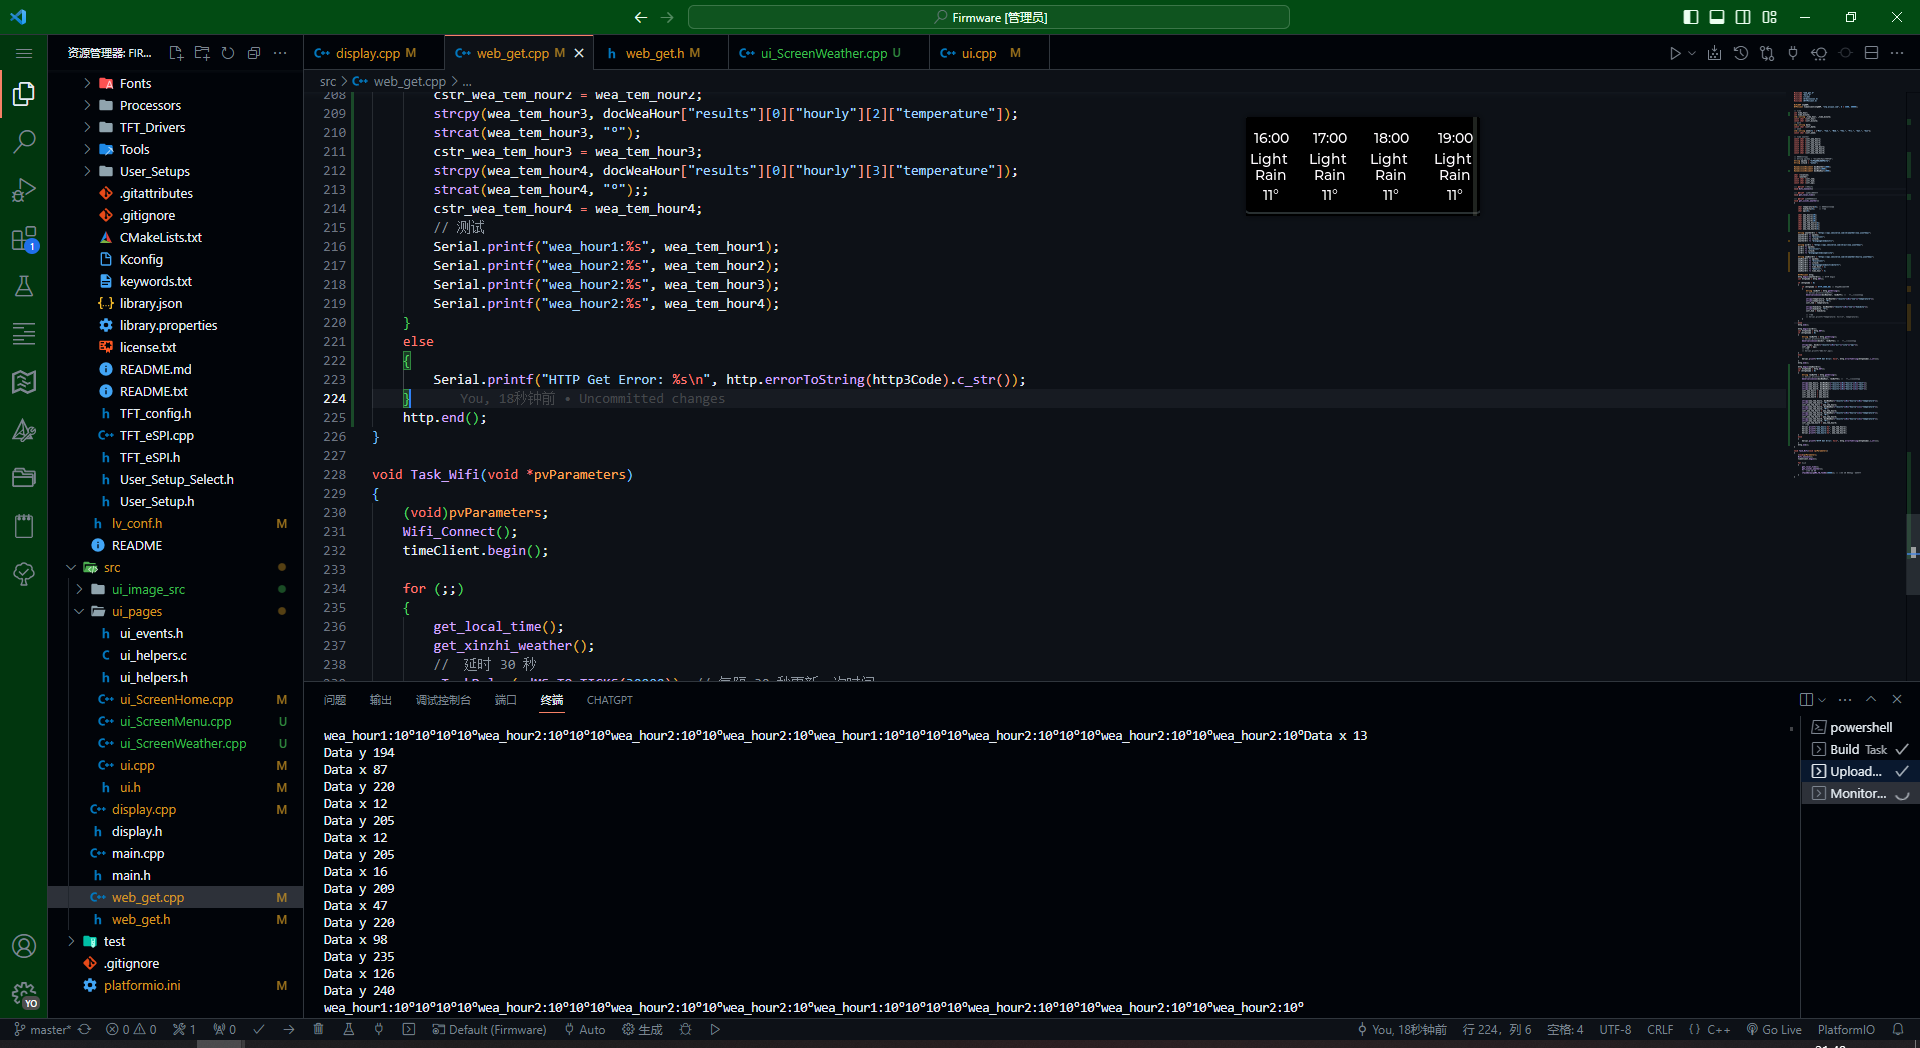 Firmware [管理员]
资源管理器: FIR...
display.cpp M
web_get.cpp M
web_get.h M
ui_ScreenWeather.cpp U
ui.cpp M
src > web_get.cpp > ...
Fonts
Processors
TFT_Drivers
Tools
User_Setups
.gitattributes
.gitignore
CMakeLists.txt
Kconfig
keywords.txt
library.json
library.properties
license.txt
README.md
README.txt
TFT_config.h
TFT_eSPI.cpp
TFT_eSPI.h
User_Setup_Select.h
User_Setup.h
lv_conf.h M
README
src
ui_image_src
ui_pages
ui_events.h
ui_helpers.c
ui_helpers.h
ui_ScreenHome.cpp M
ui_ScreenMenu.cpp U
ui_ScreenWeather.cpp U
ui.cpp M
ui.h M
display.cpp M
display.h
main.cpp
main.h
web_get.cpp M
web_get.h M
test
.gitignore
platformio.ini M
1
YO
208 cstr_wea_tem_hour2 = wea_tem_hour2;
209 strcpy(wea_tem_hour3, docWeaHour["results"][0]["hourly"][2]["temperature"]);
210 strcat(wea_tem_hour3, "°");
211 cstr_wea_tem_hour3 = wea_tem_hour3;
212 strcpy(wea_tem_hour4, docWeaHour["results"][0]["hourly"][3]["temperature"]);
213 strcat(wea_tem_hour4, "°");;
214 cstr_wea_tem_hour4 = wea_tem_hour4;
215 // 测试
216 Serial.printf("wea_hour1:%s", wea_tem_hour1);
217 Serial.printf("wea_hour2:%s", wea_tem_hour2);
218 Serial.printf("wea_hour2:%s", wea_tem_hour3);
219 Serial.printf("wea_hour2:%s", wea_tem_hour4);
220 }
221 else
222 {
223 Serial.printf("HTTP Get Error: %s\n", http.errorToString(http3Code).c_str());
224 } You, 18秒钟前 • Uncommitted changes
225 http.end();
226 }
227
228 void Task_Wifi(void *pvParameters)
229 {
230 (void)pvParameters;
231 Wifi_Connect();
232 timeClient.begin();
233
234 for (;;)
235 {
236 get_local_time();
237 get_xinzhi_weather();
238 // 延时 30 秒
16:00 17:00 18:00 19:00
Light Light Light Light
Rain Rain Rain Rain
11° 11° 11° 11°
问题 输出 调试控制台 端口 终端 CHATGPT
wea_hour1:10°10°10°10°wea_hour2:10°10°10°wea_hour2:10°10°wea_hour2:10°wea_hour1:10°10°10°10°wea_hour2:10°10°10°wea_hour2:10°10°wea_hour2:10°Data x 13
Data y 194
Data x 87
Data y 220
Data x 12
Data y 205
Data x 12
Data y 205
Data x 16
Data y 209
Data x 47
Data y 220
Data x 98
Data y 235
Data x 126
Data y 240
wea_hour1:10°10°10°10°wea_hour2:10°10°10°wea_hour2:10°10°wea_hour2:10°wea_hour1:10°10°10°10°wea_hour2:10°10°10°wea_hour2:10°10°wea_hour2:10°
powershell
Build Task
Upload...
Monitor...
master* 0 0 1 0 Default (Firmware) Auto 生成 You, 18秒钟前 行 224，列 6 空格: 4 UTF-8 CRLF {} C++ Go Live PlatformIO